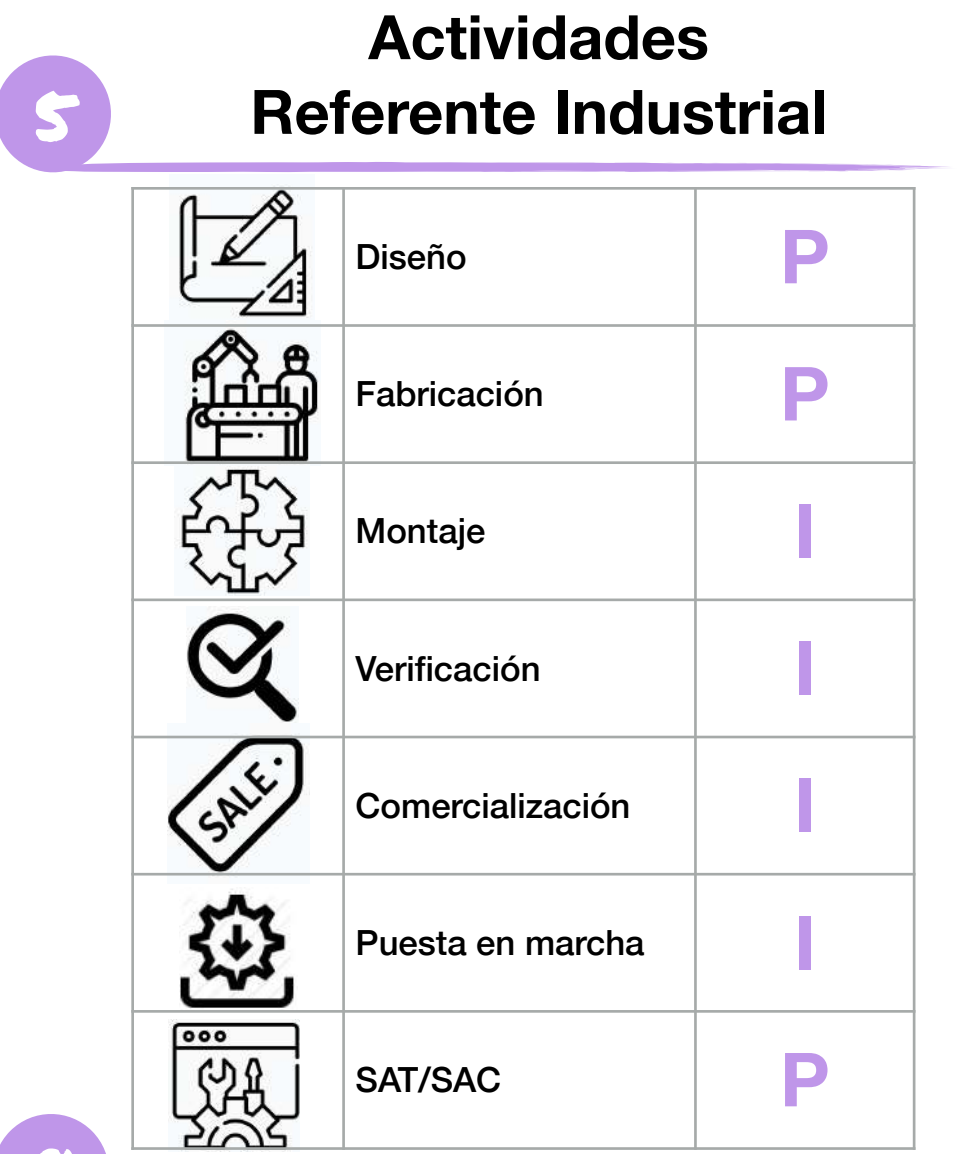 Actividades
Referente Industrial
S
Diseño P
Fabricación P
Montaje I
Verificación I
SALE
Comercialización I
Puesta en marcha I
SAT/SAC P